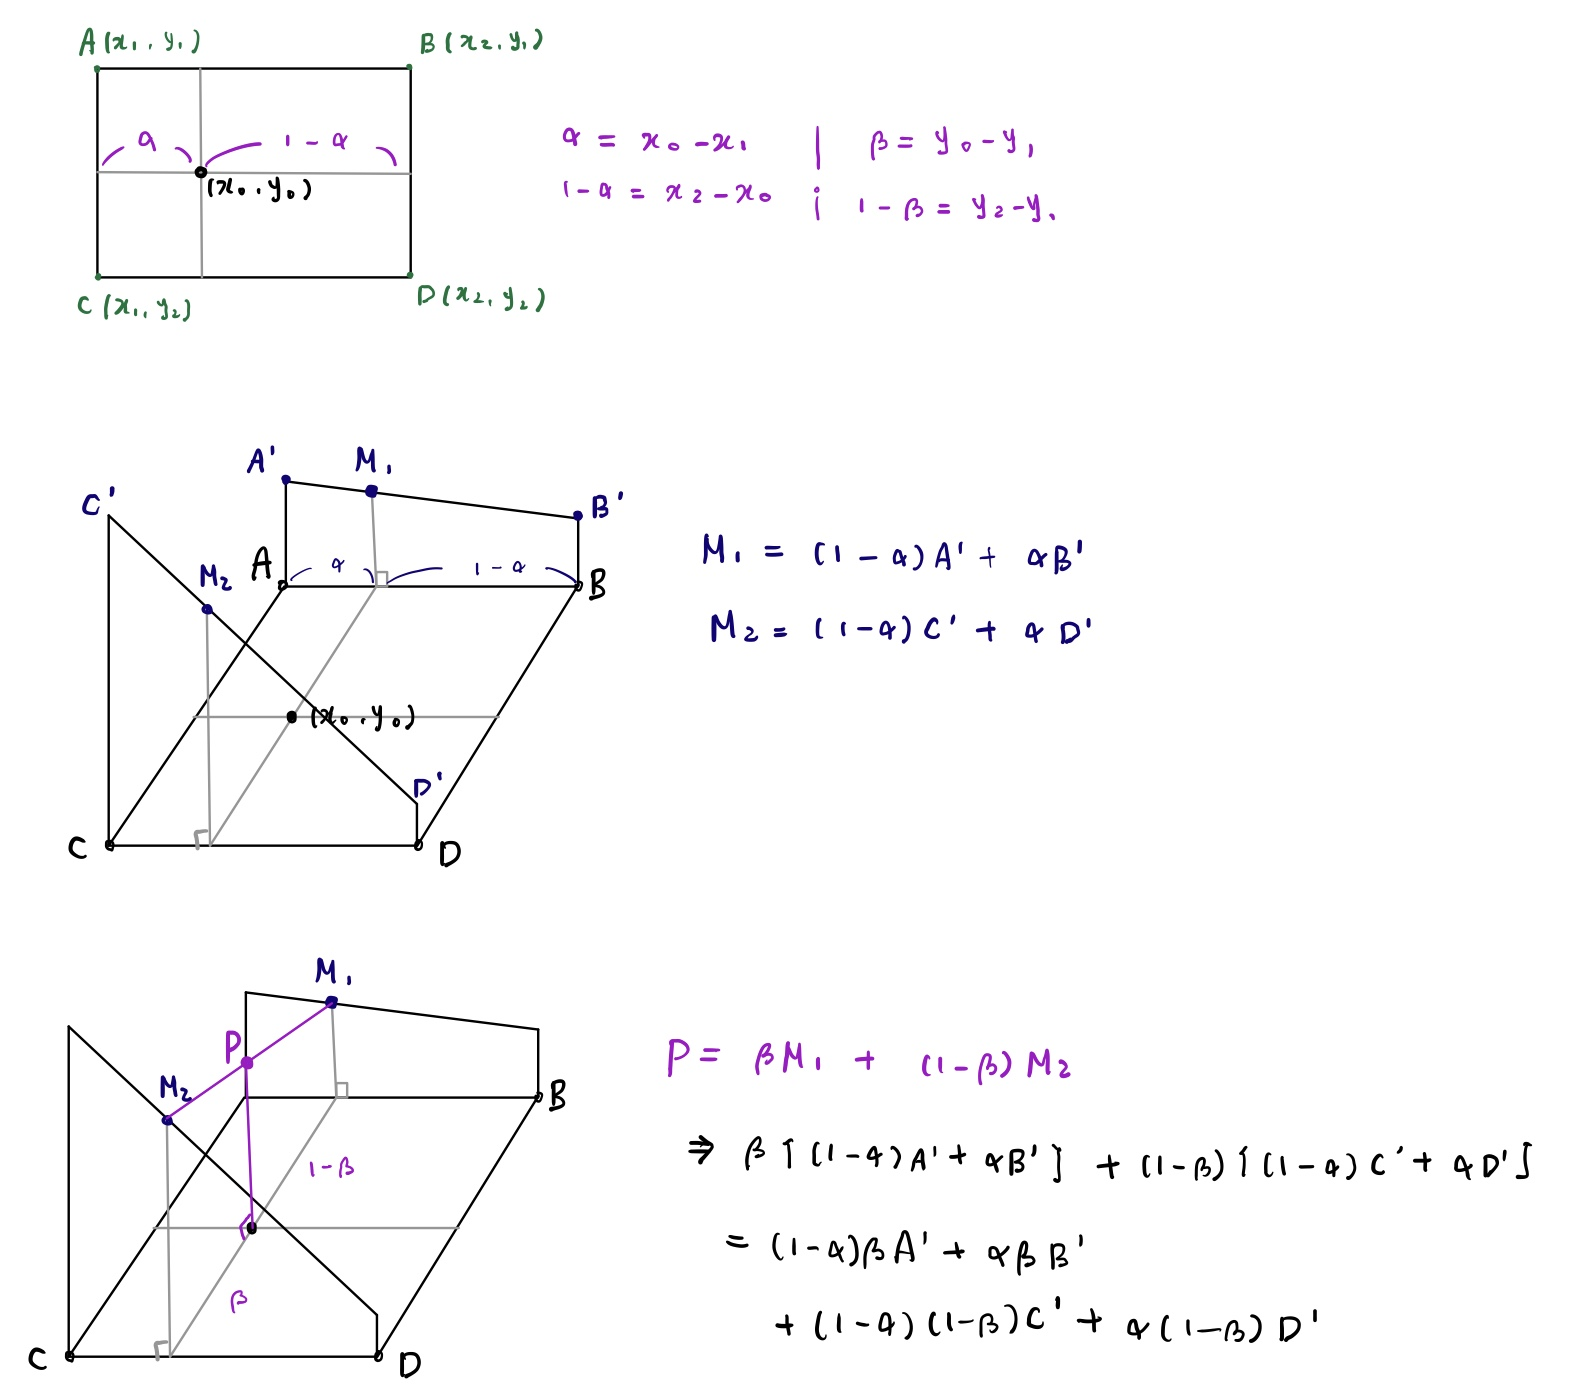 A (x₁, y₁)
B (x₂, y₁)
α
1 - α
(x₀, y₀)
C (x₁, y₂)
D (x₂, y₂)
α = x₀ - x₁ | β = y₀ - y₁
1 - α = x₂ - x₀ | 1 - β = y₂ - y.
A'
M₁
B'
C'
M₂
A
α
1 - α
B
(x₀, y₀)
D'
C
D
M₁ = (1 - α) A' + αB'
M₂ = (1 - α) C' + α D'
M₁
P
M₂
B
1 - β
β
C
D
P = βM₁ + (1 - β) M₂
⇒ β [(1 - α) A' + αB'] + (1 - β) [(1 - α) C' + α D']
= (1 - α)β A' + αβ B'
+ (1 - α) (1 - β) C' + α (1 - β) D'